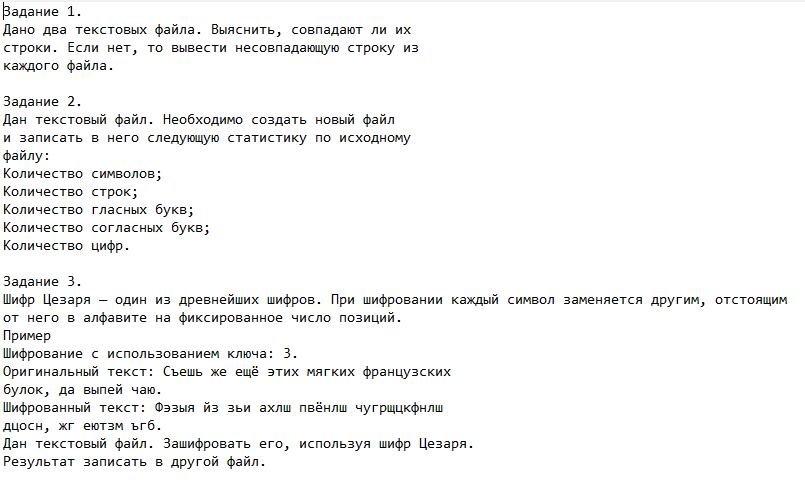 Задание 1.
Дано два текстовых файла. Выяснить, совпадают ли их
строки. Если нет, то вывести несовпадающую строку из
каждого файла.
Задание 2.
Дан текстовый файл. Необходимо создать новый файл
и записать в него следующую статистику по исходному
файлу:
Количество символов;
Количество строк;
Количество гласных букв;
Количество согласных букв;
Количество цифр.
Задание 3.
Шифр Цезаря — один из древнейших шифров. При шифровании каждый символ заменяется другим, отстоящим
от него в алфавите на фиксированное число позиций.
Пример
Шифрование с использованием ключа: 3.
Оригинальный текст: Съешь же ещё этих мягких французских
булок, да выпей чаю.
Шифрованный текст: Фэзыя йз зьи ахлш пвёнлш чугрщцкфнлш
дцосн, жг еютзм ъгб.
Дан текстовый файл. Зашифровать его, используя шифр Цезаря.
Результат записать в другой файл.